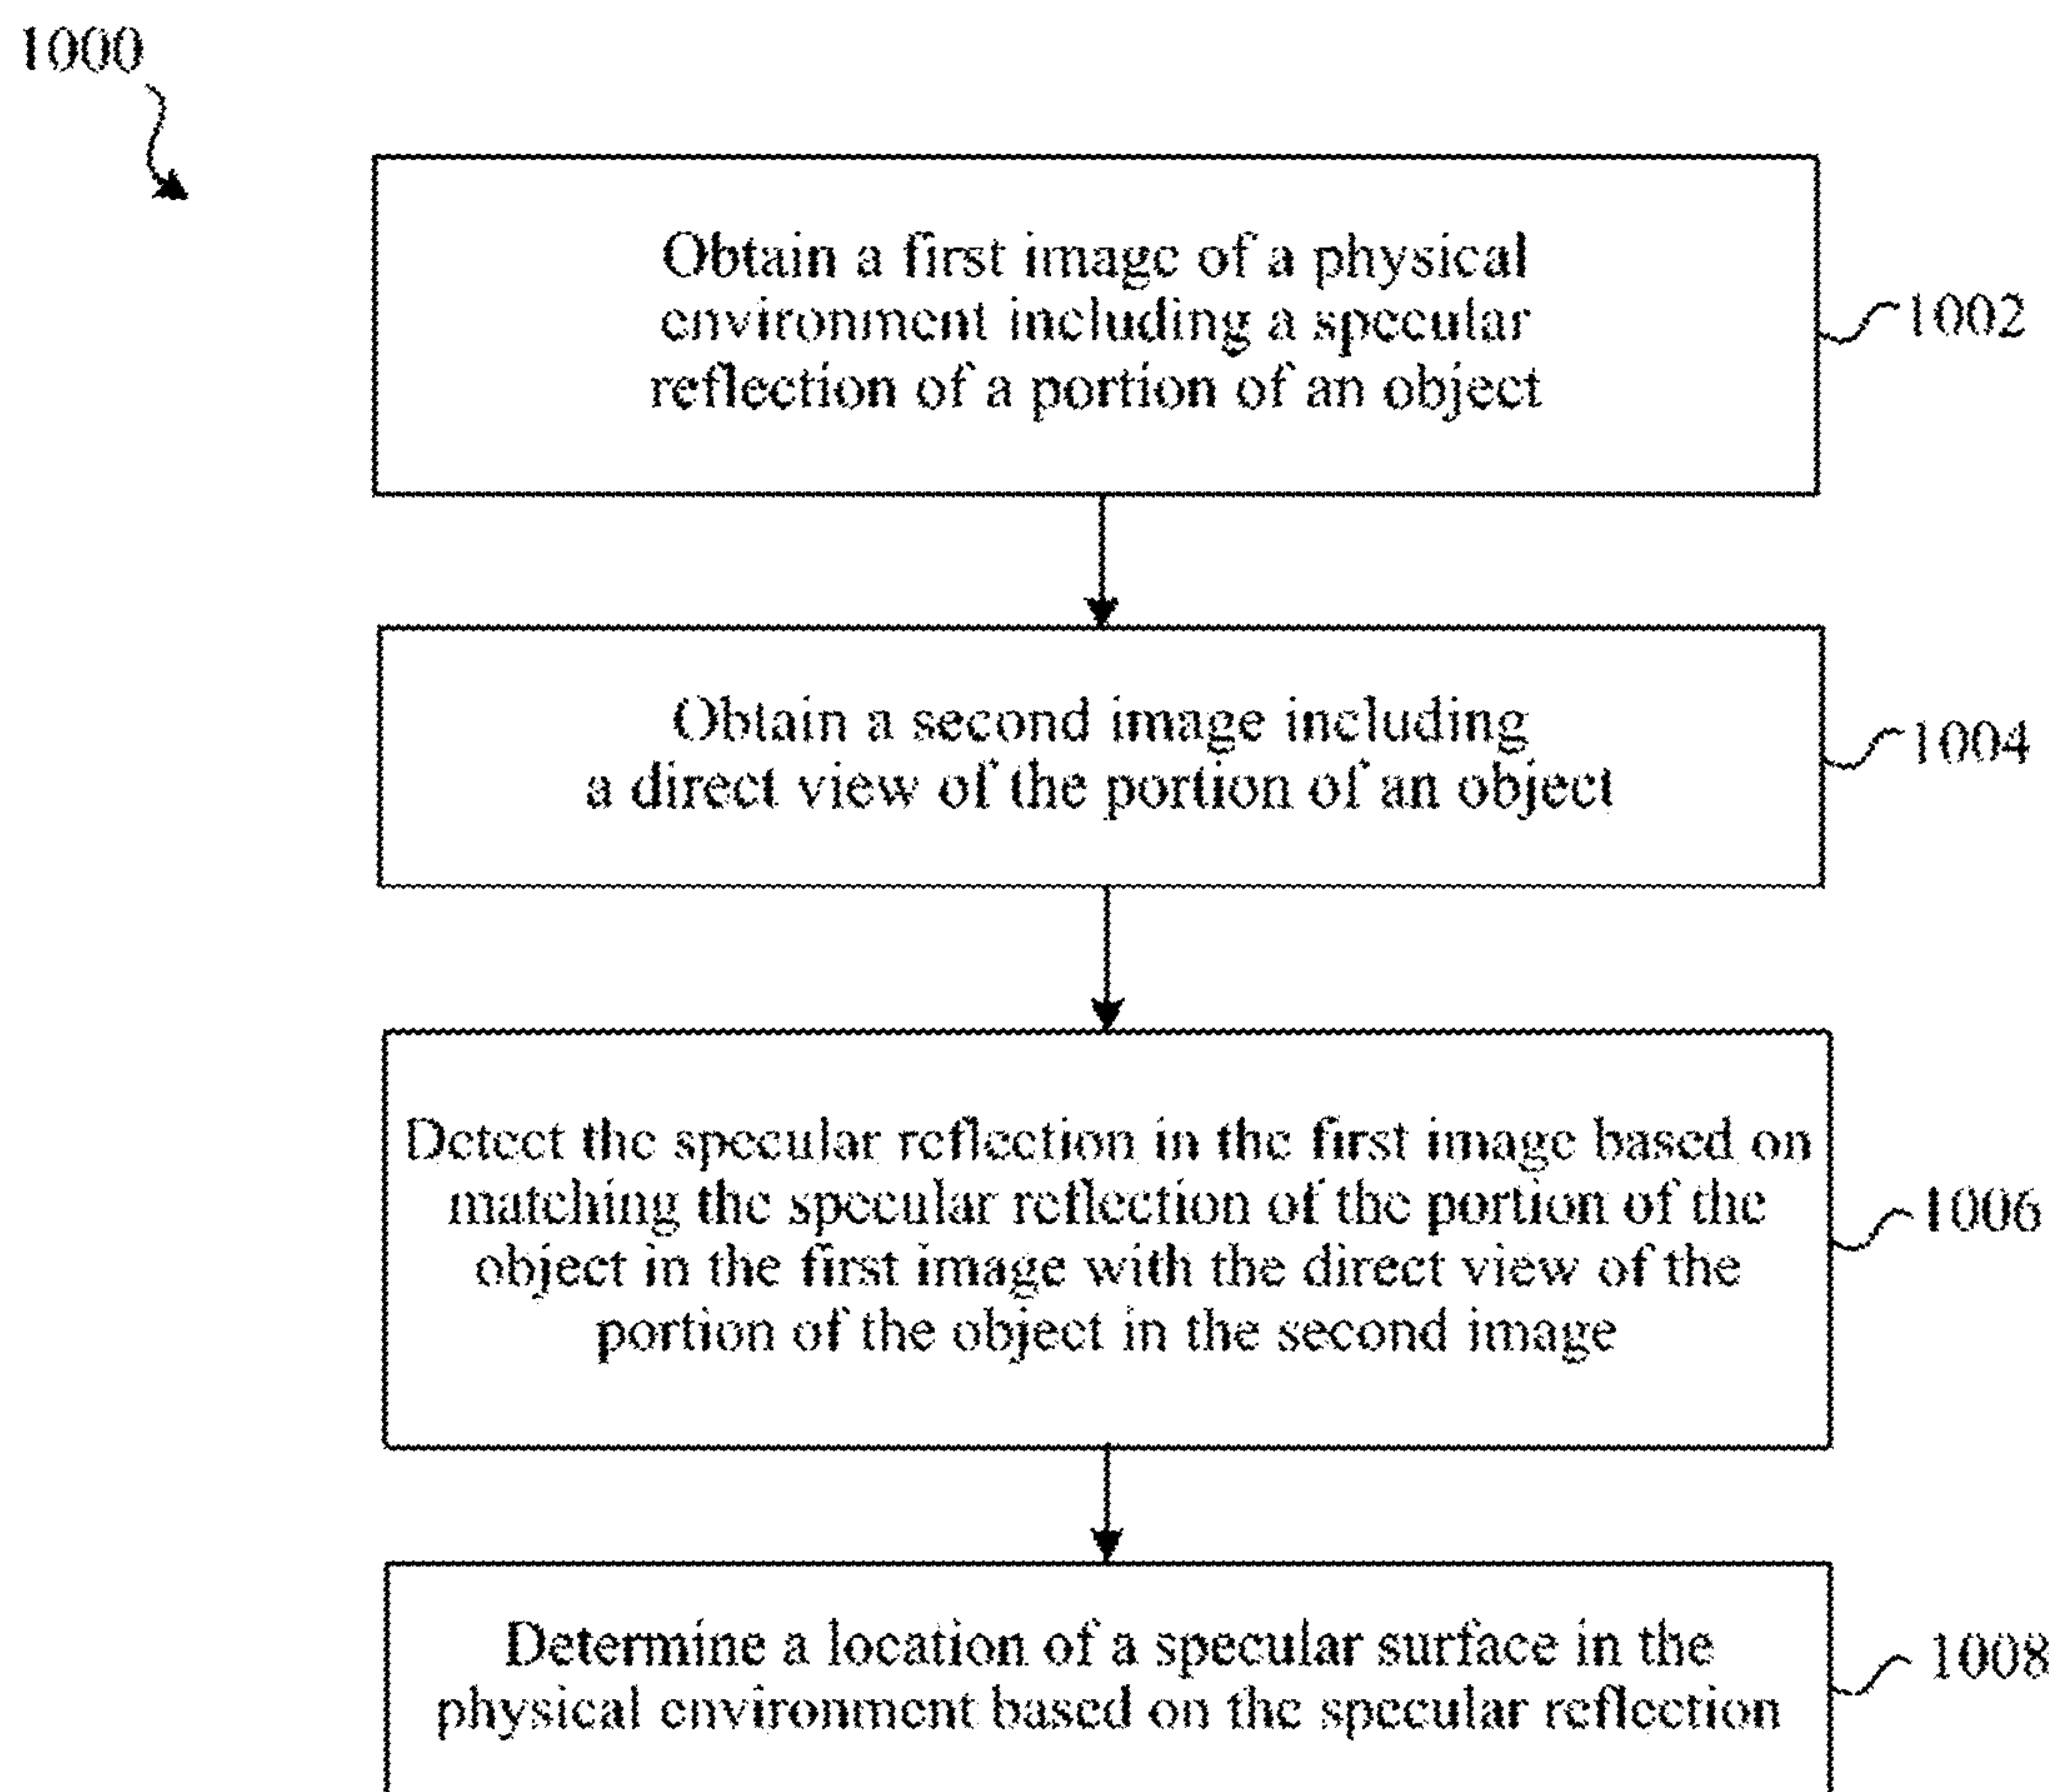 1000
Obtain a first image of a physical
environment including a specular
reflection of a portion of an object
1002
Obtain a second image including
a direct view of the portion of an object
1004
Detect the specular reflection in the first image based on
matching the specular reflection of the portion of the
object in the first image with the direct view of the
portion of the object in the second image
1006
Determine a location of a specular surface in the
physical environment based on the specular reflection
1008